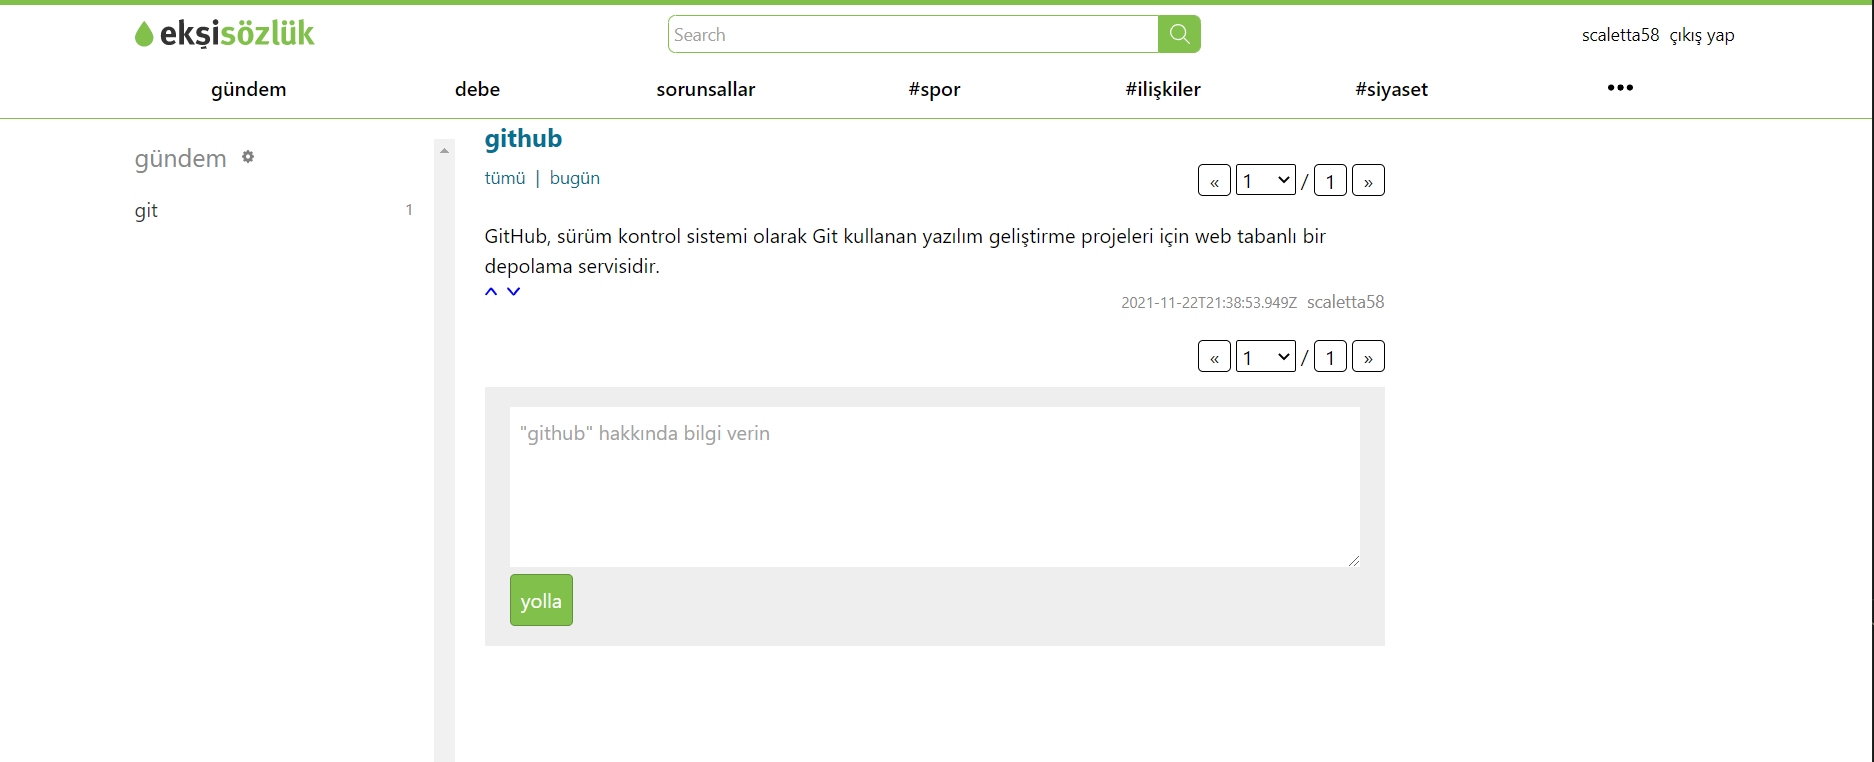 ekşisözlük
Search
scaletta58 çıkış yap
gündem debe sorunsallar #spor #ilişkiler #siyaset •••
gündem
git 1
github
tümü | bugün
« 1 / 1 »
GitHub, sürüm kontrol sistemi olarak Git kullanan yazılım geliştirme projeleri için web tabanlı bir
depolama servisidir.
2021-11-22T21:38:53.949Z scaletta58
« 1 / 1 »
"github" hakkında bilgi verin
yolla